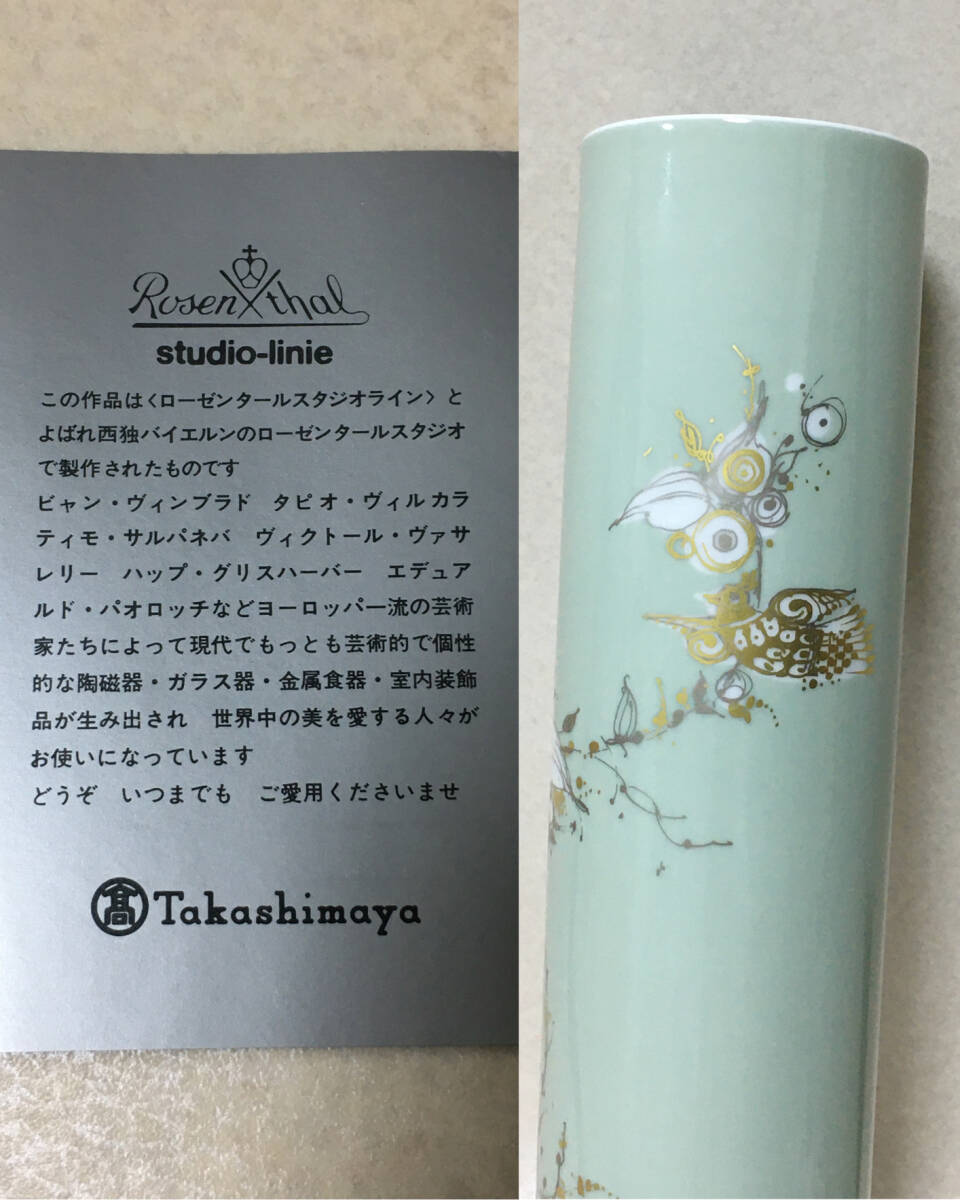 Rosenthal
studio-linie
この作品は〈ローゼンタールスタジオライン〉と
よばれ西独バイエルンのローゼンタールスタジオ
で製作されたものです
ビャン・ヴィンブラド タピオ・ヴィルカラ
ティモ・サルパネバ ヴィクトール・ヴァサ
レリー ハップ・グリスハーバー エデュア
ルド・パオロッチなどヨーロッパ一流の芸術
家たちによって現代でもっとも芸術的で個性
的な陶磁器・ガラス器・金属食器・室内装飾
品が生み出され 世界中の美を愛する人々が
お使いになっています
どうぞ いつまでも ご愛用くださいませ
髙 Takashimaya